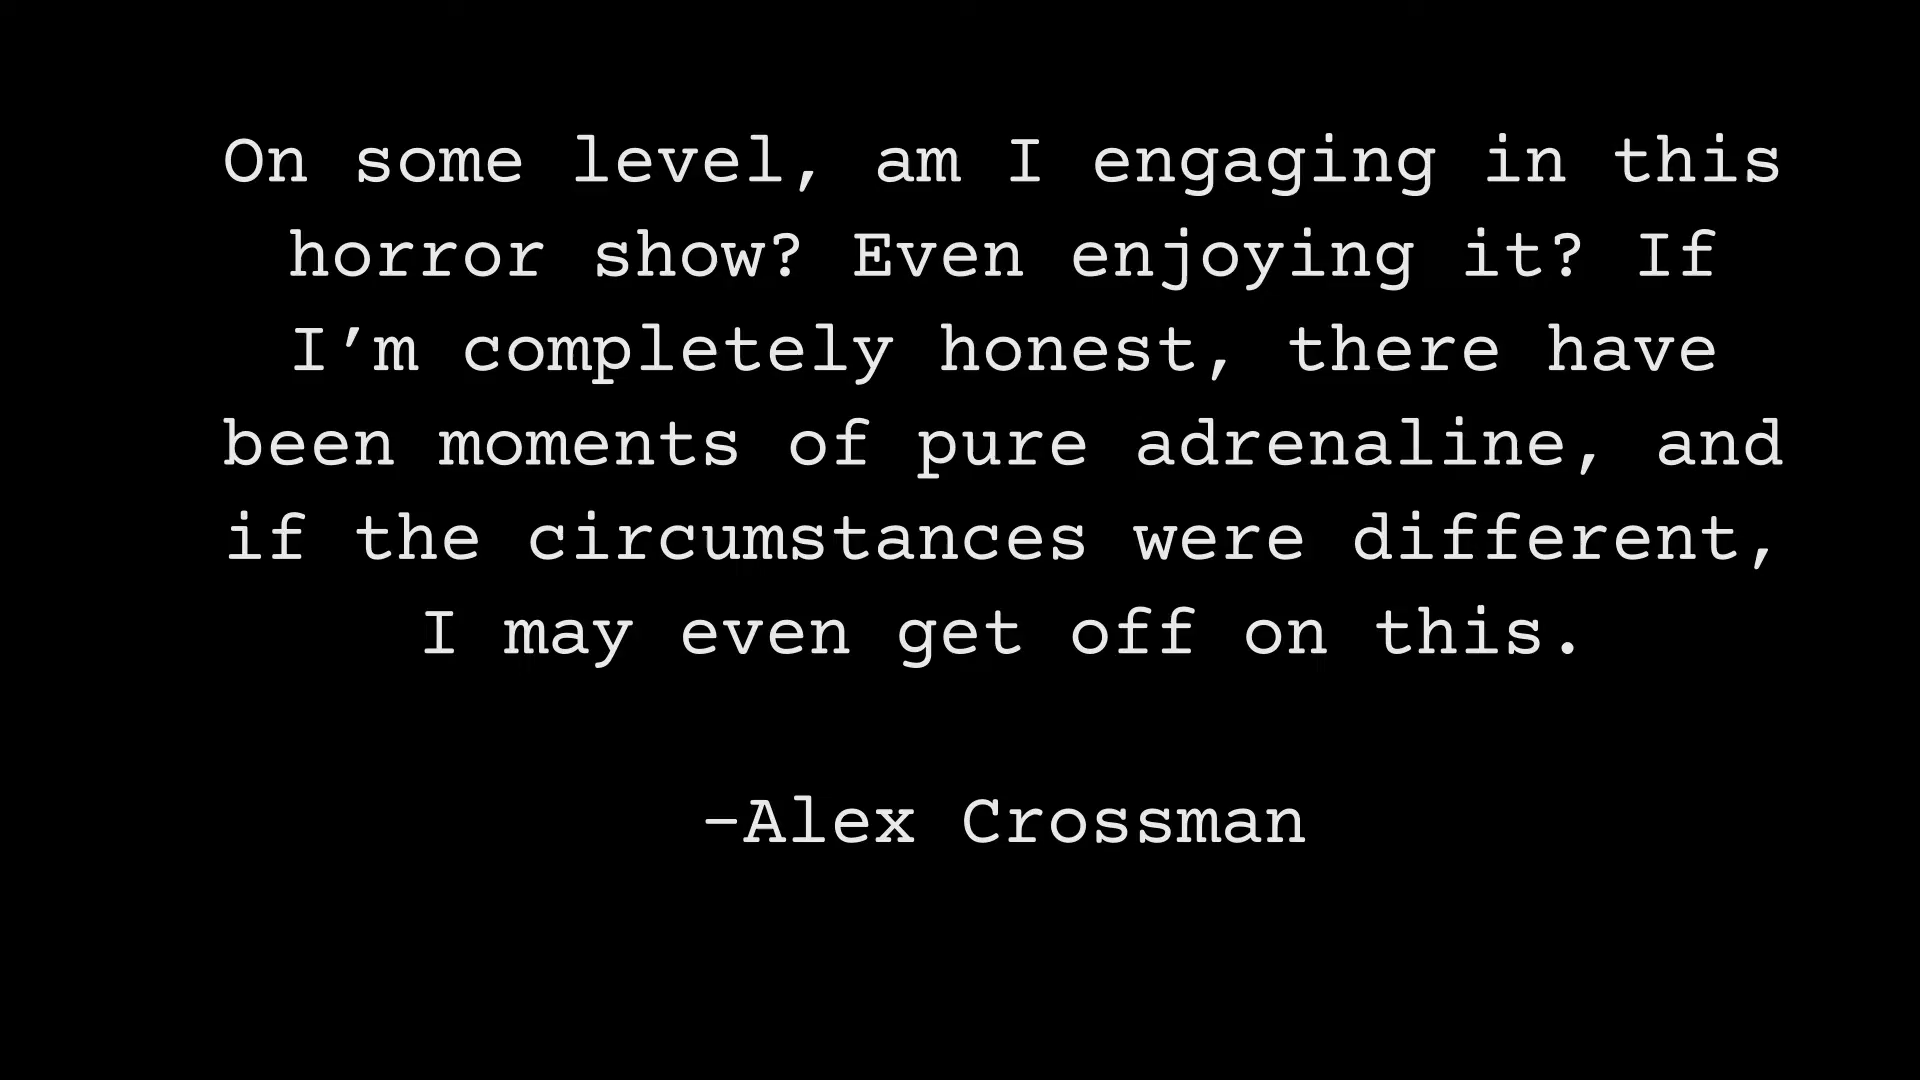 On some level, am I engaging in this
horror show? Even enjoying it? If
I’m completely honest, there have
been moments of pure adrenaline, and
if the circumstances were different,
I may even get off on this.
–Alex Crossman